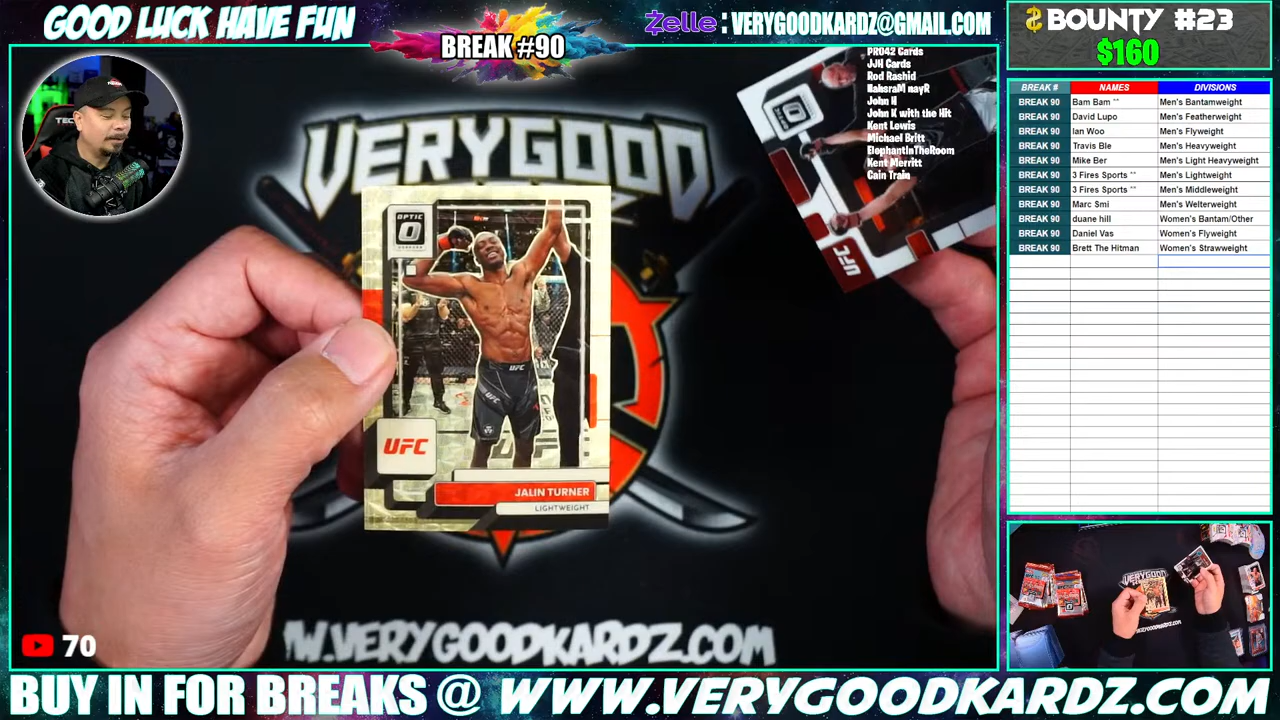 GOOD LUCK HAVE FUN
BREAK #90
Zelle : VERYGOODKARDZ@GMAIL.COM
$ BOUNTY #23
$160
PRO42 Cards
JJH Cards
Rod Rashid
HahsraM nayR
John H
John K with the Hit
Kent Lewis
Michael Britt
ElephantInTheRoom
Kent Merritt
Cain Train
BREAK # NAMES DIVISIONS
BREAK 90 Bam Bam ** Men's Bantamweight
BREAK 90 David Lupo Men's Featherweight
BREAK 90 Ian Woo Men's Flyweight
BREAK 90 Travis Ble Men's Heavyweight
BREAK 90 Mike Ber Men's Light Heavyweight
BREAK 90 3 Fires Sports ** Men's Lightweight
BREAK 90 3 Fires Sports ** Men's Middleweight
BREAK 90 Marc Smi Men's Welterweight
BREAK 90 duane hill Women's Bantam/Other
BREAK 90 Daniel Vas Women's Flyweight
BREAK 90 Brett The Hitman Women's Strawweight
VERYGOOD
OPTIC
UFC
UFC
UFC
JALIN TURNER
LIGHTWEIGHT
UFC
W.VERYGOODKARDZ.COM
70
BUY IN FOR BREAKS @ WWW.VERYGOODKARDZ.COM